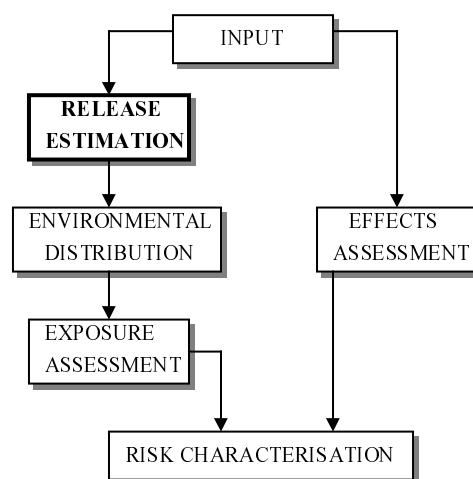 INPUT
RELEASE
ESTIMATION
ENVIRONMENTAL
DISTRIBUTION
EFFECTS
ASSESSMENT
EXPOSURE
ASSESSMENT
RISK CHARACTERISATION